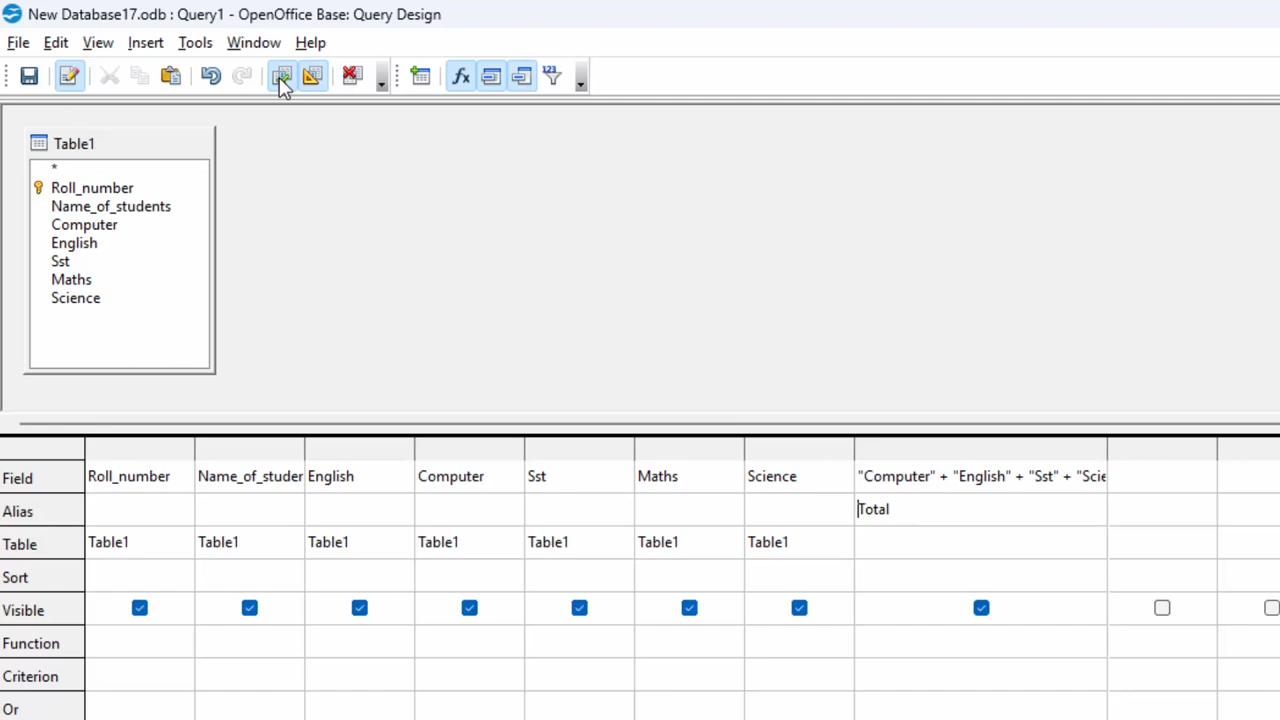 New Database17.odb : Query1 - OpenOffice Base: Query Design
File Edit View Insert Tools Window Help
fx 123
Table1
*
Roll_number
Name_of_students
Computer
English
Sst
Maths
Science
Field Roll_number Name_of_studer English Computer Sst Maths Science "Computer" + "English" + "Sst" + "Scie
Alias Total
Table Table1 Table1 Table1 Table1 Table1 Table1 Table1
Sort
Visible
Function
Criterion
Or